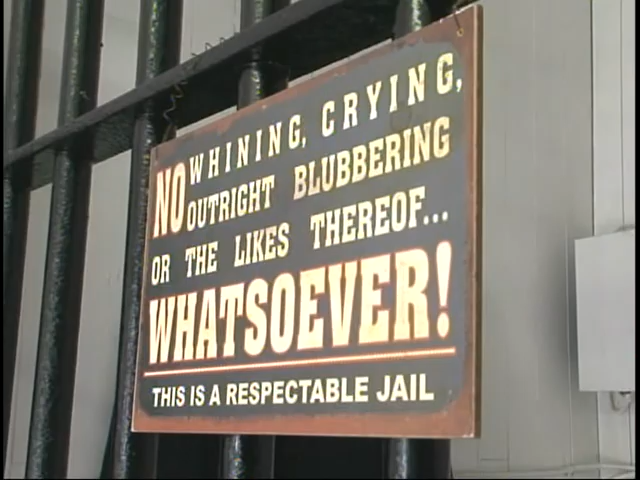 NO WHINING, CRYING,
OUTRIGHT BLUBBERING
OR THE LIKES THEREOF...
WHATSOEVER!
THIS IS A RESPECTABLE JAIL